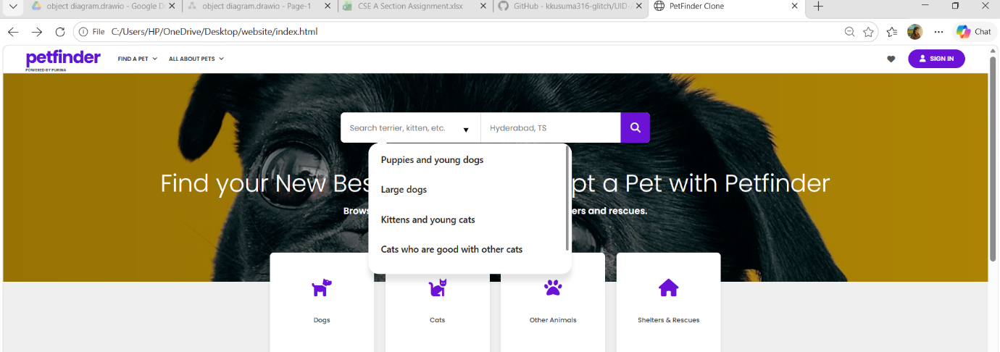 object diagram.drawio - Google D
object diagram.drawio - Page-1
CSE A Section Assignment.xlsx
GitHub - kkusuma316-glitch/UID-
PetFinder Clone
File C:/Users/HP/OneDrive/Desktop/website/index.html
Chat
petfinder
POWERED BY PURINA
FIND A PET
ALL ABOUT PETS
SIGN IN
Search terrier, kitten, etc.
Hyderabad, TS
Puppies and young dogs
Large dogs
Kittens and young cats
Cats who are good with other cats
Find your New Bes pt a Pet with Petfinder
Brows ers and rescues.
Dogs
Cats
Other Animals
Shelters & Rescues